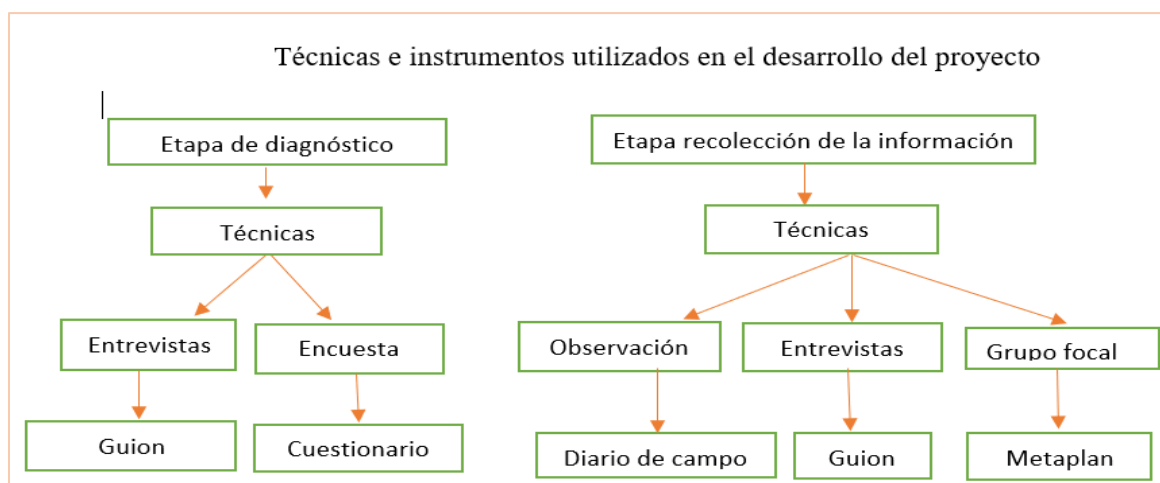 Técnicas e instrumentos utilizados en el desarrollo del proyecto
Etapa de diagnóstico
Técnicas
Entrevistas
Encuesta
Guion
Cuestionario
Etapa recolección de la información
Técnicas
Observación
Entrevistas
Grupo focal
Diario de campo
Guion
Metaplan